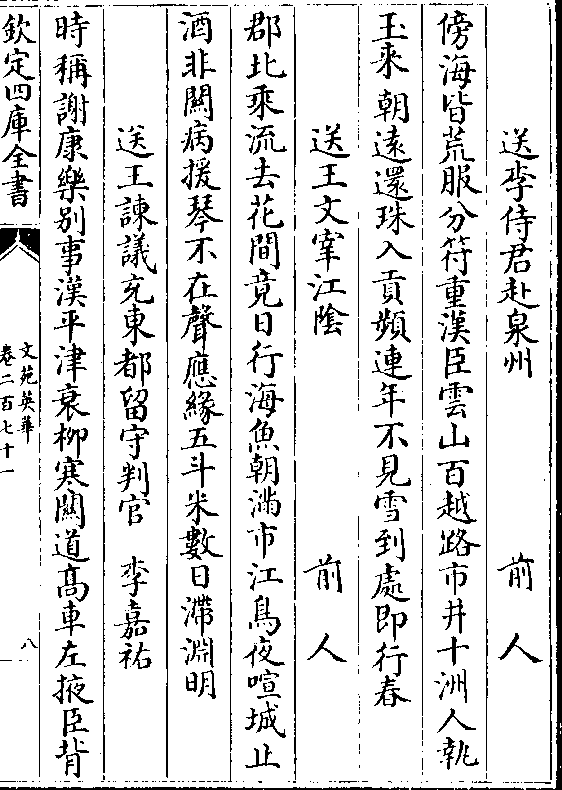 送李侍君赴泉州　前人
傍海皆荒服分符重漢臣雲山百越路市井十洲人執
玉來朝遠還珠入貢頻連年不見雪到處即行春
送王文宰江陰　前人
郡北乘流去花間竟日行海魚朝滿市江鳥夜喧城止
酒非闗病援琴不在聲應緣五斗米數日滯淵明
送王諫議充東都留守判官　李嘉祐
時稱謝康樂别事漢平津衰柳寒闗道髙車左掖臣背
欽定四庫全書
文苑英華
卷二百七十一
八